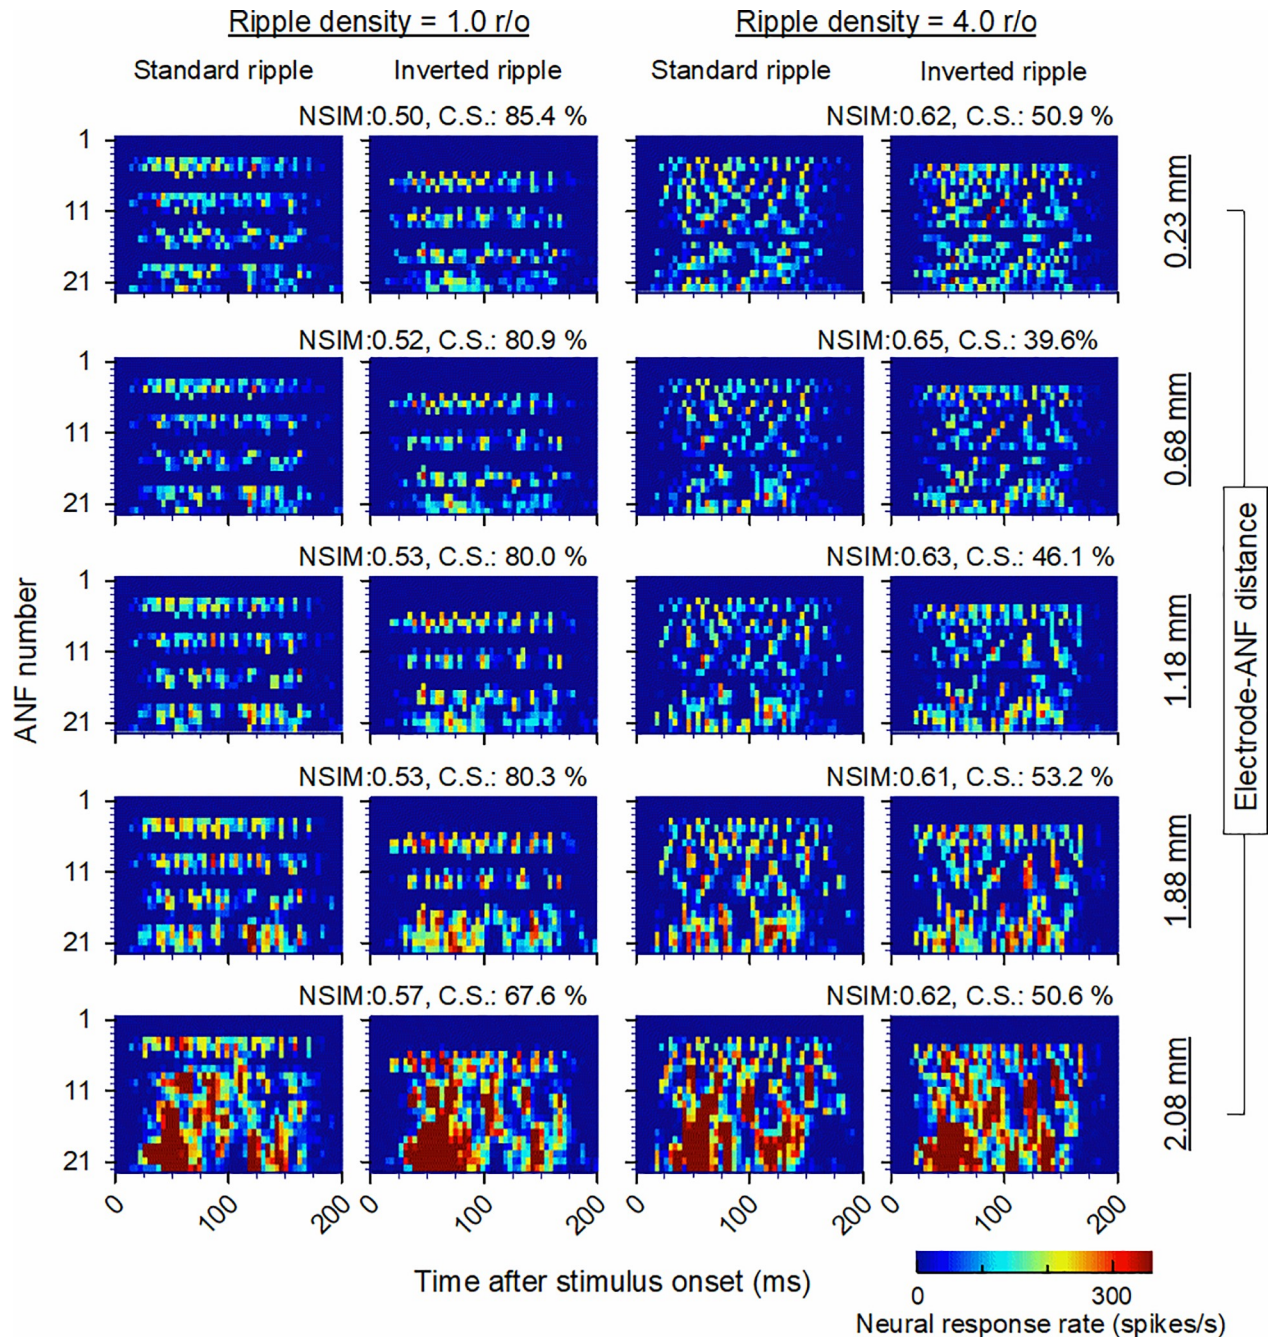 Ripple density = 1.0 r/o
Ripple density = 4.0 r/o
Standard ripple
Inverted ripple
Standard ripple
Inverted ripple
NSIM:0.50, C.S.: 85.4 %
NSIM:0.62, C.S.: 50.9 %
1
11
21
0.23 mm
NSIM:0.52, C.S.: 80.9 %
NSIM:0.65, C.S.: 39.6%
1
11
21
0.68 mm
NSIM:0.53, C.S.: 80.0 %
NSIM:0.63, C.S.: 46.1 %
1
11
21
1.18 mm
NSIM:0.53, C.S.: 80.3 %
NSIM:0.61, C.S.: 53.2 %
1
11
21
1.88 mm
NSIM:0.57, C.S.: 67.6 %
NSIM:0.62, C.S.: 50.6 %
1
11
21
2.08 mm
ANF number
Electrode-ANF distance
0 100 200
0 100 200
0 100 200
0 100 200
Time after stimulus onset (ms)
0 300
Neural response rate (spikes/s)